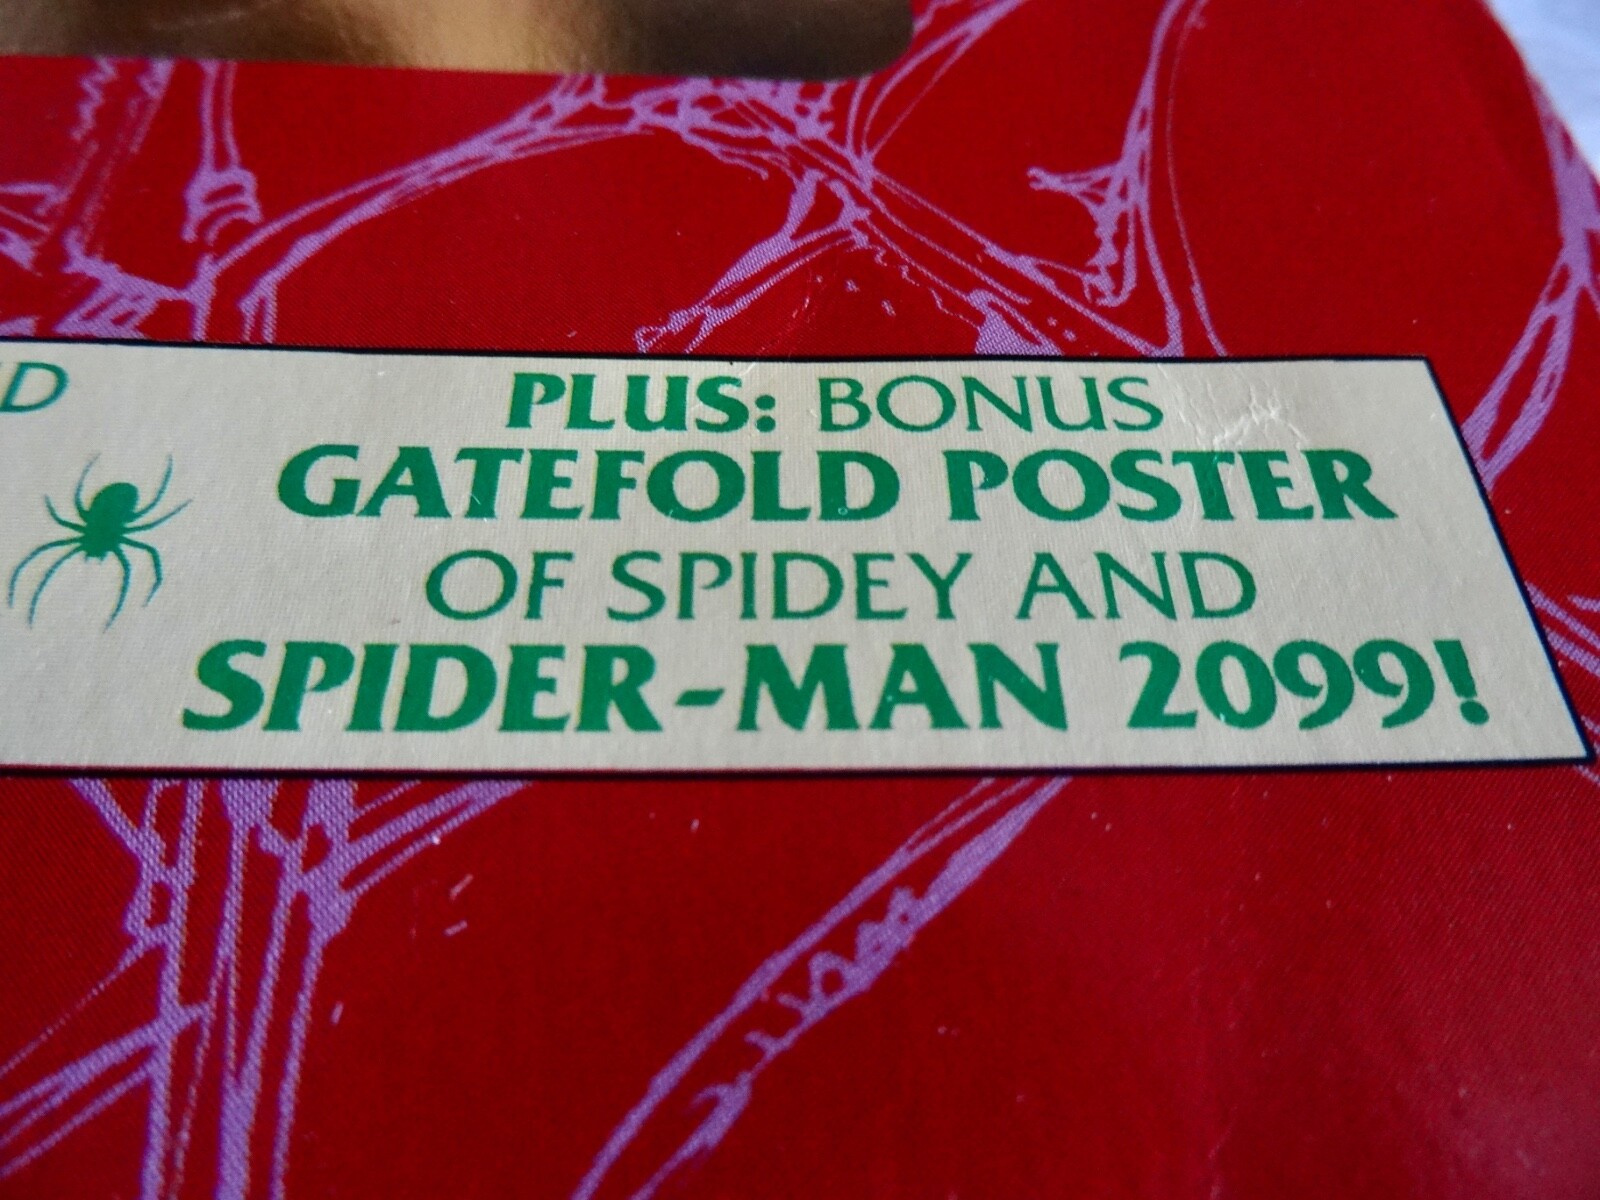 PLUS: BONUS
GATEFOLD POSTER
OF SPIDEY AND
SPIDER-MAN 2099!